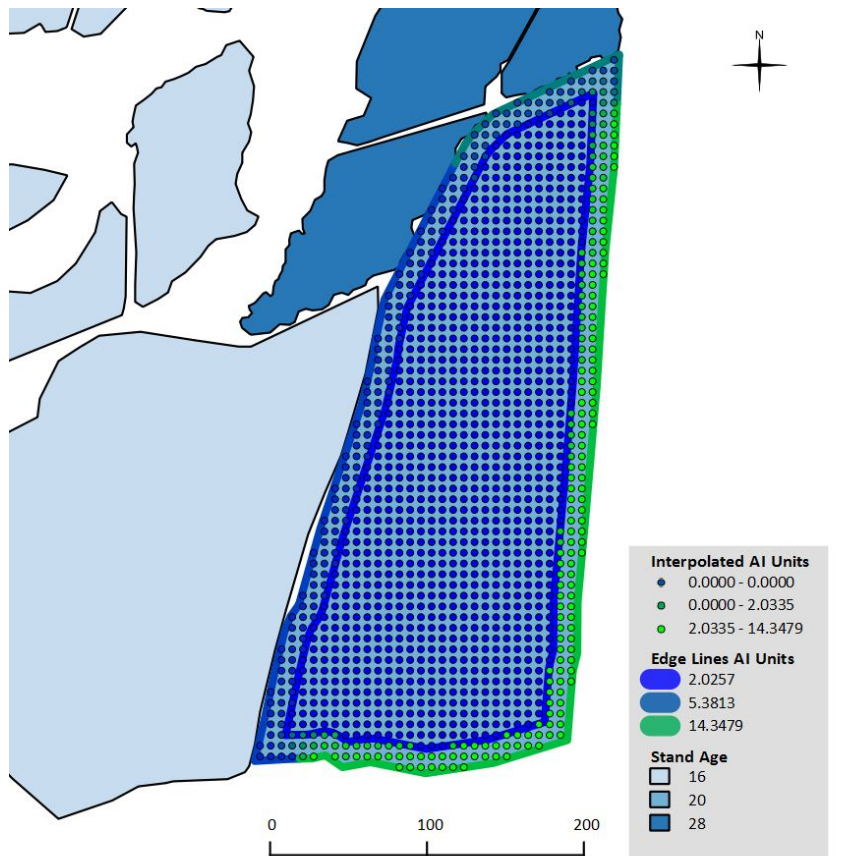 N
Interpolated AI Units
0.0000 - 0.0000
0.0000 - 2.0335
2.0335 - 14.3479
Edge Lines AI Units
2.0257
5.3813
14.3479
Stand Age
16
20
28
0 100 200